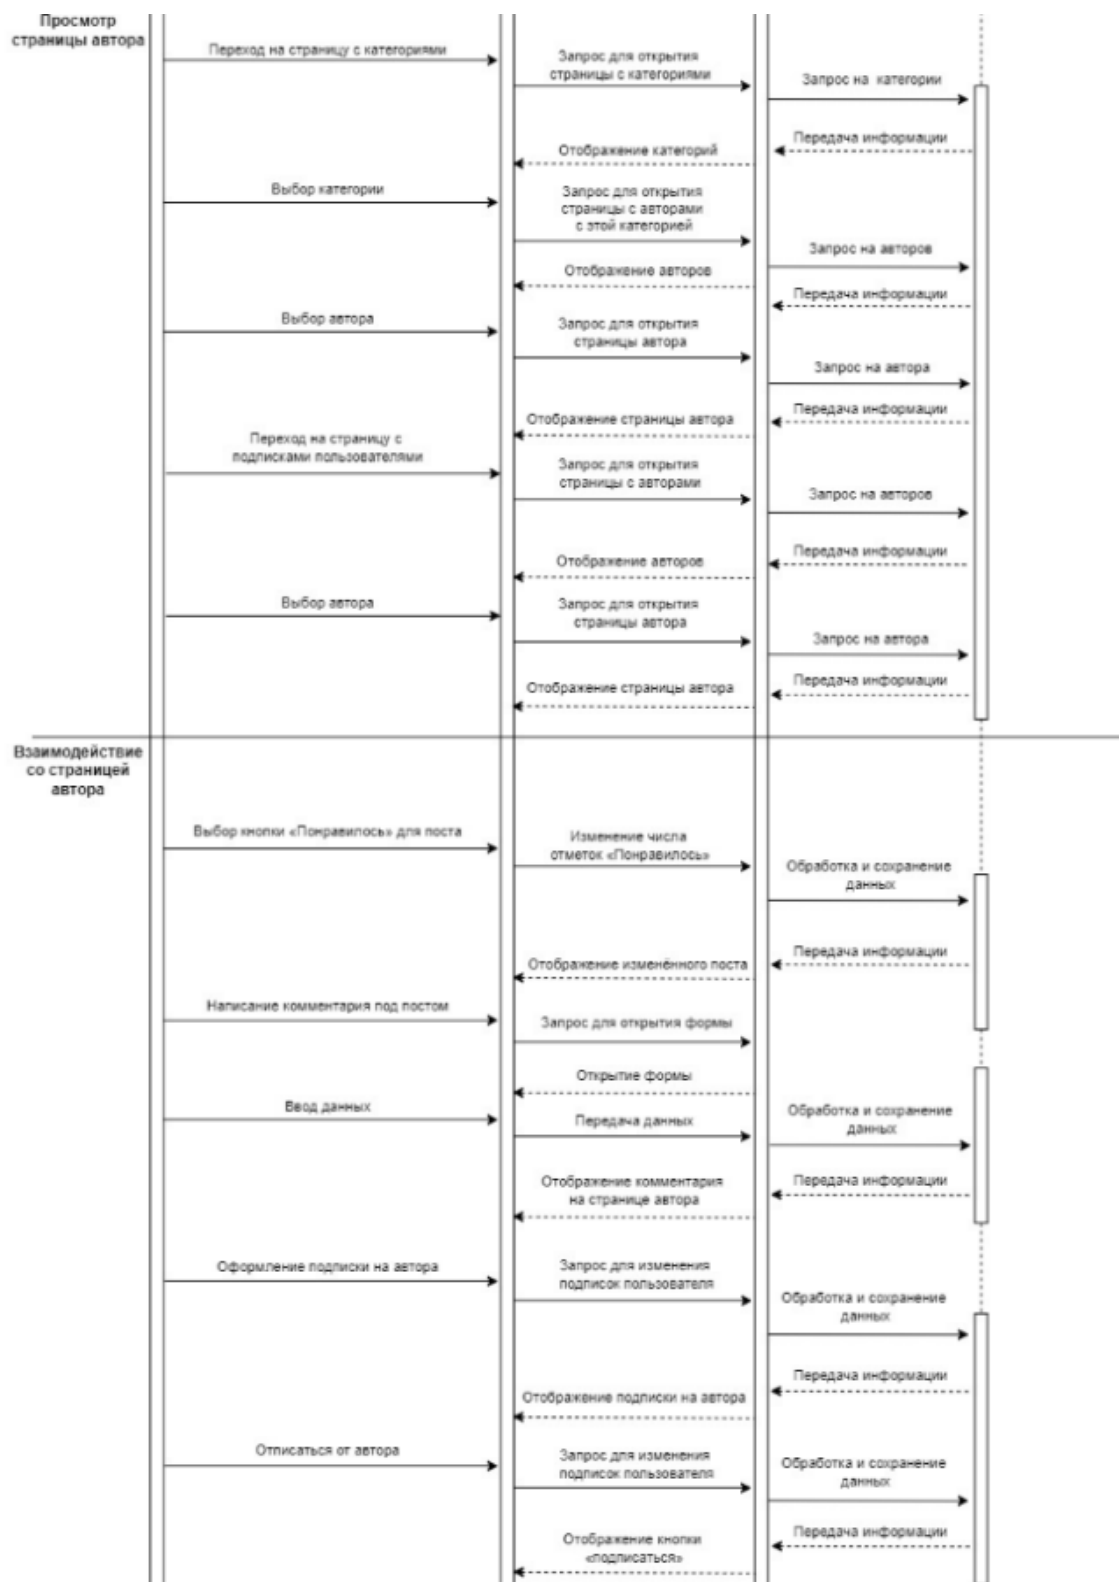 Просмотр
страницы автора
Переход на страницу с категориями
Запрос для открытия
страницы с категориями
Запрос на категории
Передача информации
Отображение категорий
Выбор категории
Запрос для открытия
страницы с авторами
с этой категорией
Запрос на авторов
Отображение авторов
Передача информации
Выбор автора
Запрос для открытия
страницы автора
Запрос на автора
Передача информации
Отображение страницы автора
Переход на страницу с
подписками пользователями
Запрос для открытия
страницы с авторами
Запрос на авторов
Передача информации
Отображение авторов
Выбор автора
Запрос для открытия
страницы автора
Запрос на автора
Передача информации
Отображение страницы автора
Взаимодействие
со страницей
автора
Выбор кнопки «Понравилось» для поста
Изменение числа
отметок «Понравилось»
Обработка и сохранение
данных
Передача информации
Отображение изменённого поста
Написание комментария под постом
Запрос для открытия формы
Открытие формы
Ввод данных
Передача данных
Обработка и сохранение
данных
Передача информации
Отображение комментария
на странице автора
Оформление подписки на автора
Запрос для изменения
подписок пользователя
Обработка и сохранение
данных
Передача информации
Отображение подписки на автора
Отписаться от автора
Запрос для изменения
подписок пользователя
Обработка и сохранение
данных
Передача информации
Отображение кнопки
«подписаться»